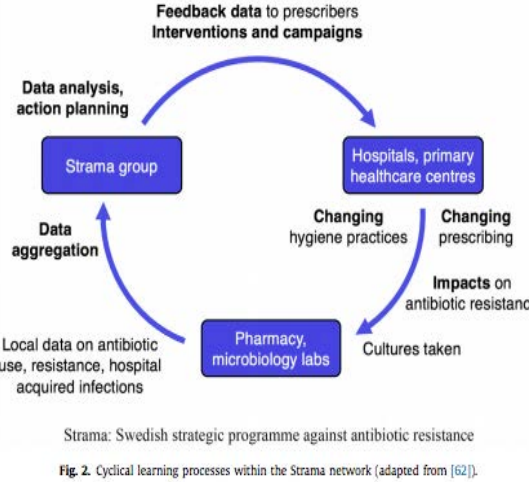 Feedback data to prescribers
Interventions and campaigns
Data analysis,
action planning
Strama group
Hospitals, primary
healthcare centres
Changing
hygiene practices
Changing
prescribing
Data
aggregation
Impacts on
antibiotic resistanc
Pharmacy,
microbiology labs
Cultures taken
Local data on antibiotic
use, resistance, hospital
acquired infections
Strama: Swedish strategic programme against antibiotic resistance
Fig. 2. Cyclical learning processes within the Strama network (adapted from [62]).